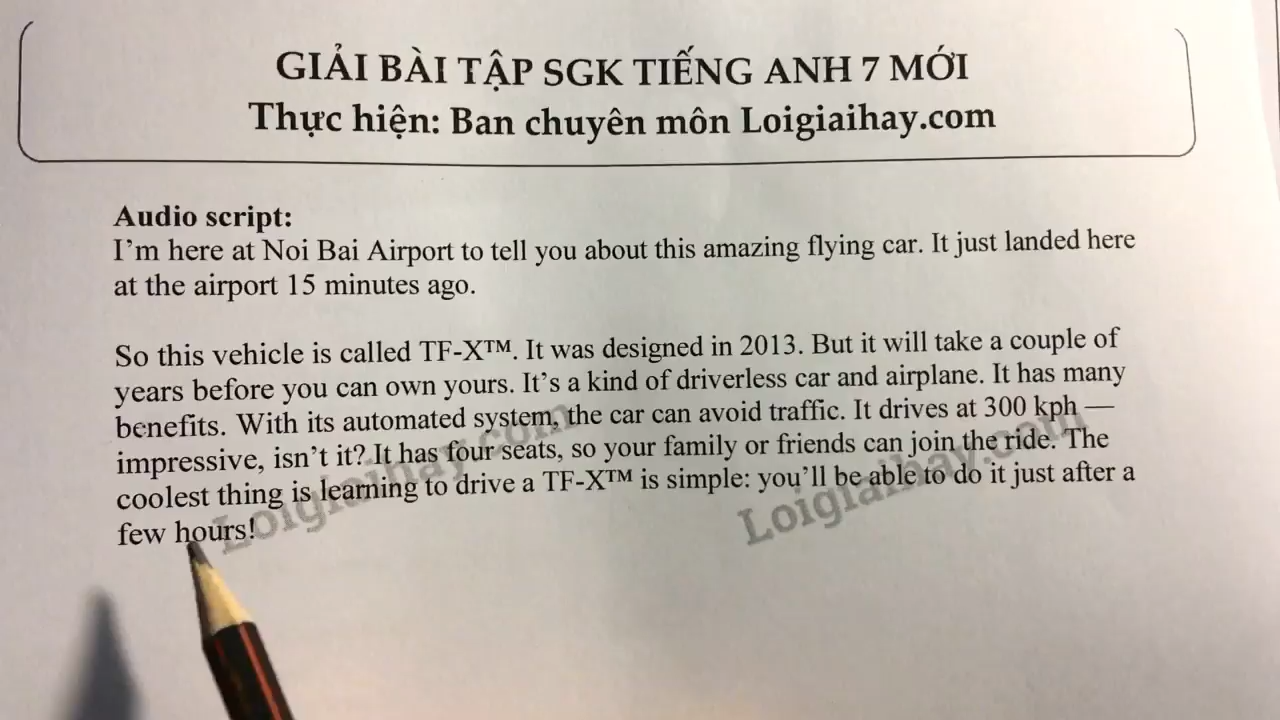 GIẢI BÀI TẬP SGK TIẾNG ANH 7 MỚI
Thực hiện: Ban chuyên môn Loigiaihay.com
Audio script:
I'm here at Noi Bai Airport to tell you about this amazing flying car. It just landed here
at the airport 15 minutes ago.
So this vehicle is called TF-X™. It was designed in 2013. But it will take a couple of
years before you can own yours. It's a kind of driverless car and airplane. It has many
benefits. With its automated system, the car can avoid traffic. It drives at 300 kph —
impressive, isn't it? It has four seats, so your family or friends can join the ride. The
coolest thing is learning to drive a TF-X™ is simple: you'll be able to do it just after a
few hours!
Loigiaihay.com
Loigiaihay.com